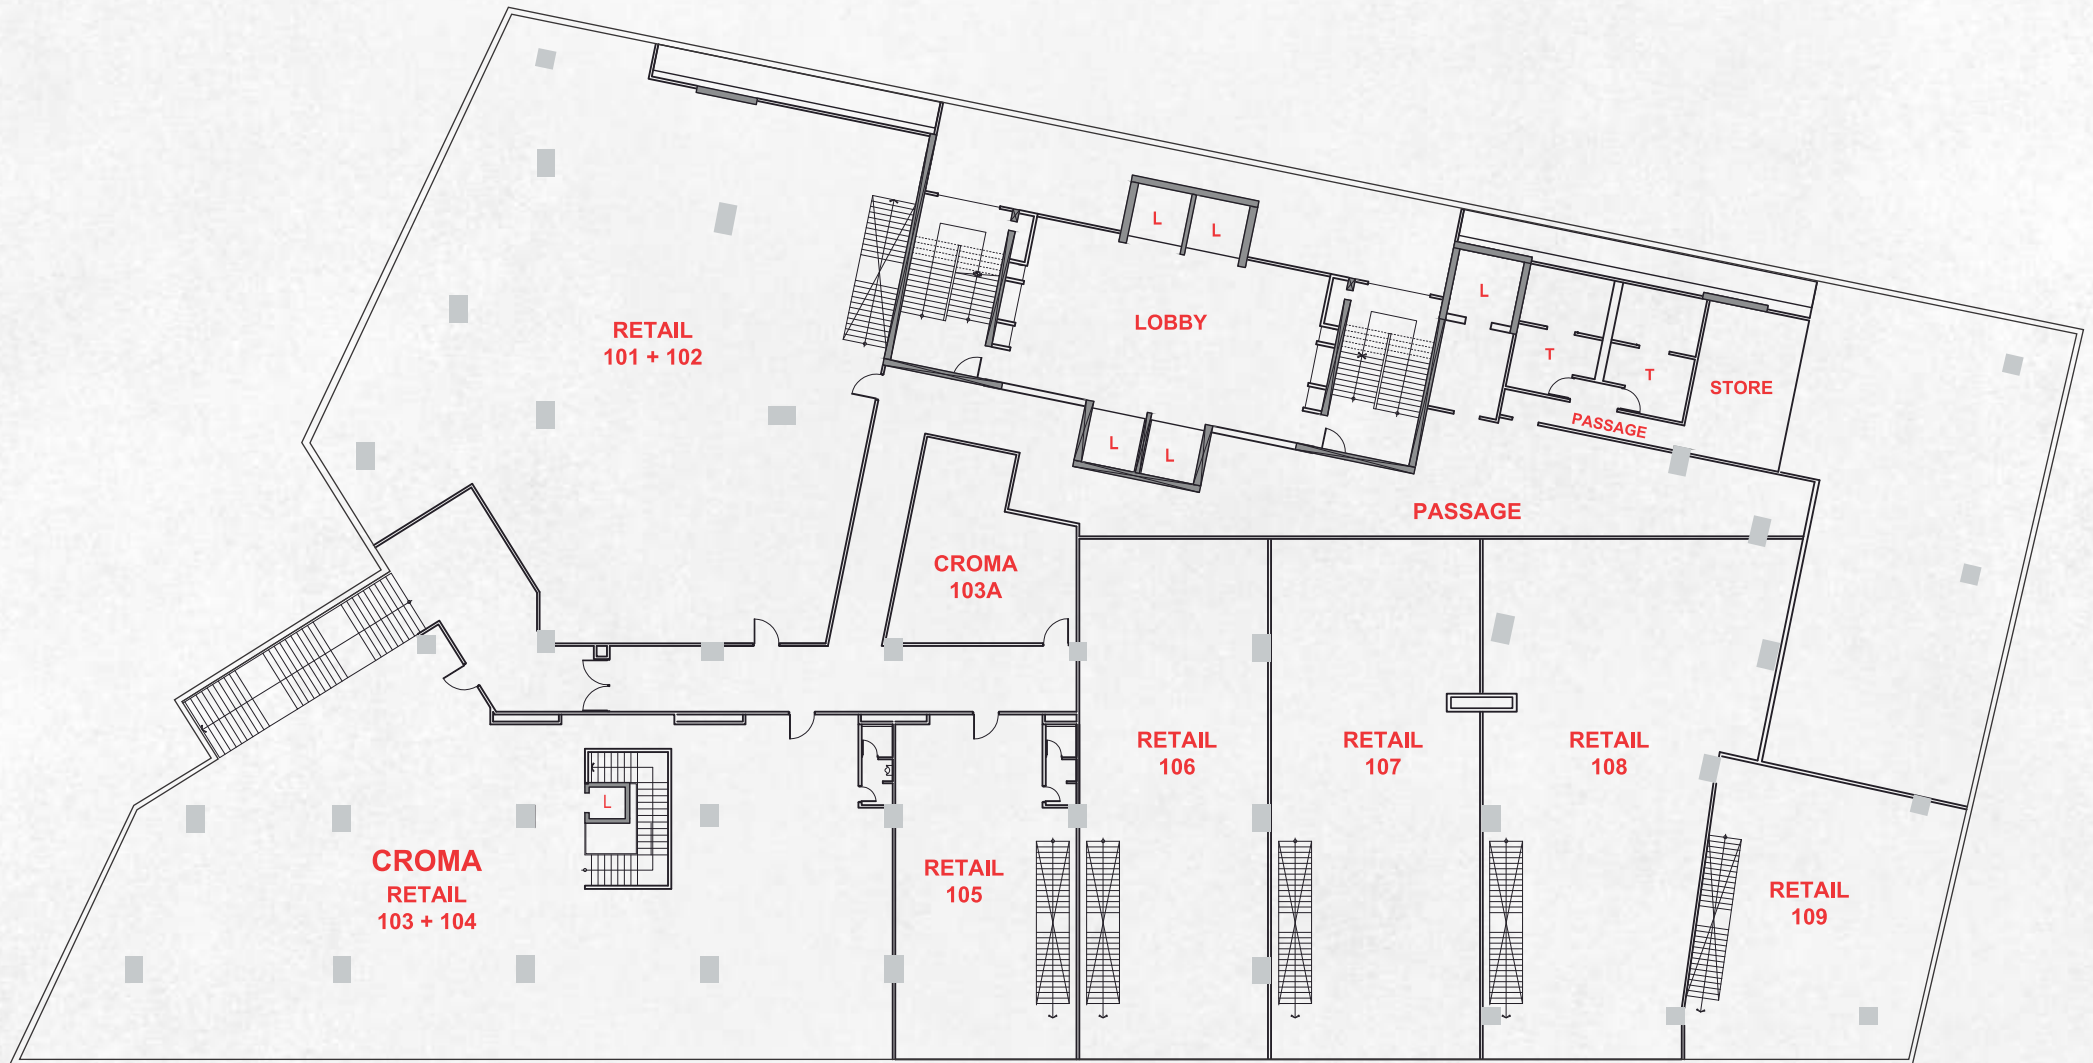 L
L
L
RETAIL
101 + 102
LOBBY
T
T
STORE
PASSAGE
L
L
PASSAGE
CROMA
103A
RETAIL
106
RETAIL
107
RETAIL
108
L
CROMA
RETAIL
103 + 104
RETAIL
105
RETAIL
109